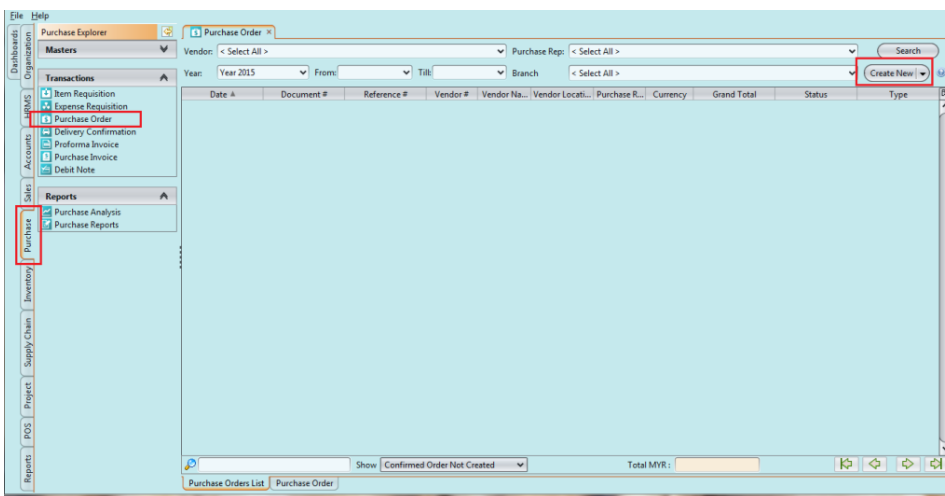 File Help
Dashboards
Organization
HRMS
Accounts
Sales
Purchase
Inventory
Supply Chain
Project
POS
Reports
Purchase Explorer
Masters
Transactions
Item Requisition
Expense Requisition
Purchase Order
Delivery Confirmation
Proforma Invoice
Purchase Invoice
Debit Note
Reports
Purchase Analysis
Purchase Reports
Purchase Order
Vendor: < Select All > Purchase Rep: < Select All > Search
Year: Year 2015 From: Till: Branch < Select All > Create New
Date Document # Reference # Vendor # Vendor Na... Vendor Locati... Purchase R... Currency Grand Total Status Type
Show Confirmed Order Not Created Total MYR :
Purchase Orders List Purchase Order